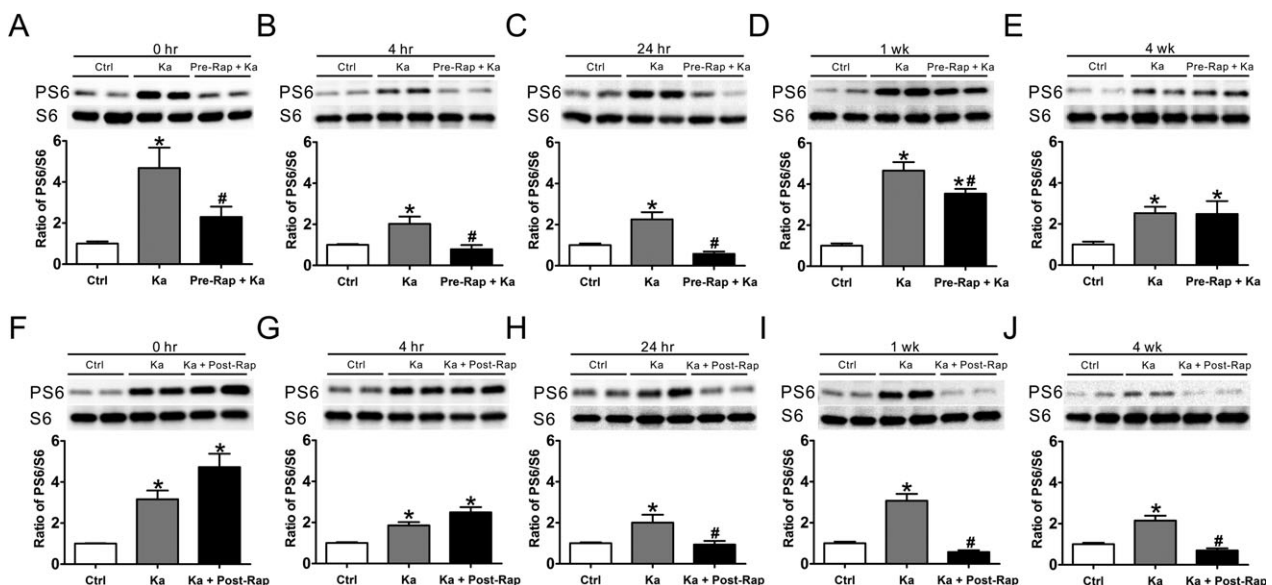 A B C D E
0 hr 4 hr 24 hr 1 wk 4 wk
Ctrl Ka Pre-Rap + Ka Ctrl Ka Pre-Rap + Ka Ctrl Ka Pre-Rap + Ka Ctrl Ka Pre-Rap + Ka Ctrl Ka Pre-Rap + Ka
PS6 PS6 PS6 PS6 PS6
S6 S6 S6 S6 S6
6 6 6 6 6
* * * * *# * *
4 4 4 4 4
# # #
2 2 2 2 2
0 0 0 0 0
Ratio of PS6/S6 Ratio of PS6/S6 Ratio of PS6/S6 Ratio of PS6/S6 Ratio of PS6/S6
Ctrl Ka Pre-Rap + Ka Ctrl Ka Pre-Rap + Ka Ctrl Ka Pre-Rap + Ka Ctrl Ka Pre-Rap + Ka Ctrl Ka Pre-Rap + Ka
F G H I J
0 hr 4 hr 24 hr 1 wk 4 wk
Ctrl Ka Ka + Post-Rap Ctrl Ka Ka + Post-Rap Ctrl Ka Ka + Post-Rap Ctrl Ka Ka + Post-Rap Ctrl Ka Ka + Post-Rap
PS6 PS6 PS6 PS6 PS6
S6 S6 S6 S6 S6
6 6 6 6 6
* * * * * * *
4 4 4 4 4
# # #
2 2 2 2 2
0 0 0 0 0
Ratio of PS6/S6 Ratio of PS6/S6 Ratio of PS6/S6 Ratio of PS6/S6 Ratio of PS6/S6
Ctrl Ka Ka + Post-Rap Ctrl Ka Ka + Post-Rap Ctrl Ka Ka + Post-Rap Ctrl Ka Ka + Post-Rap Ctrl Ka Ka + Post-Rap